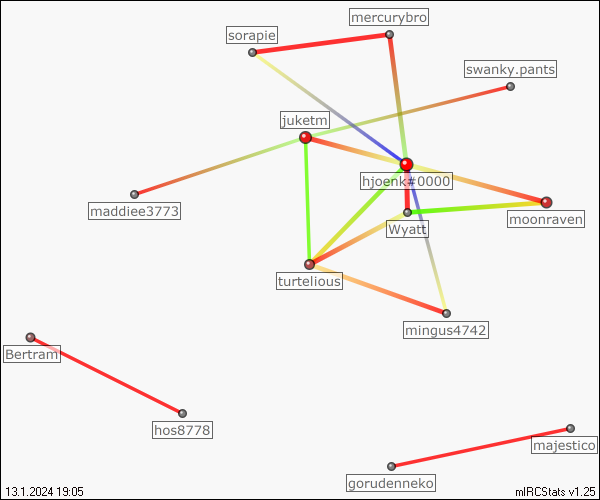 mercurybro
sorapie
swanky.pants
juketm
hjoenk#0000
maddiee3773
moonraven
Wyatt
turtelious
mingus4742
Bertram
hos8778
majestico
gorudenneko
13.1.2024 19:05
mIRCStats v1.25